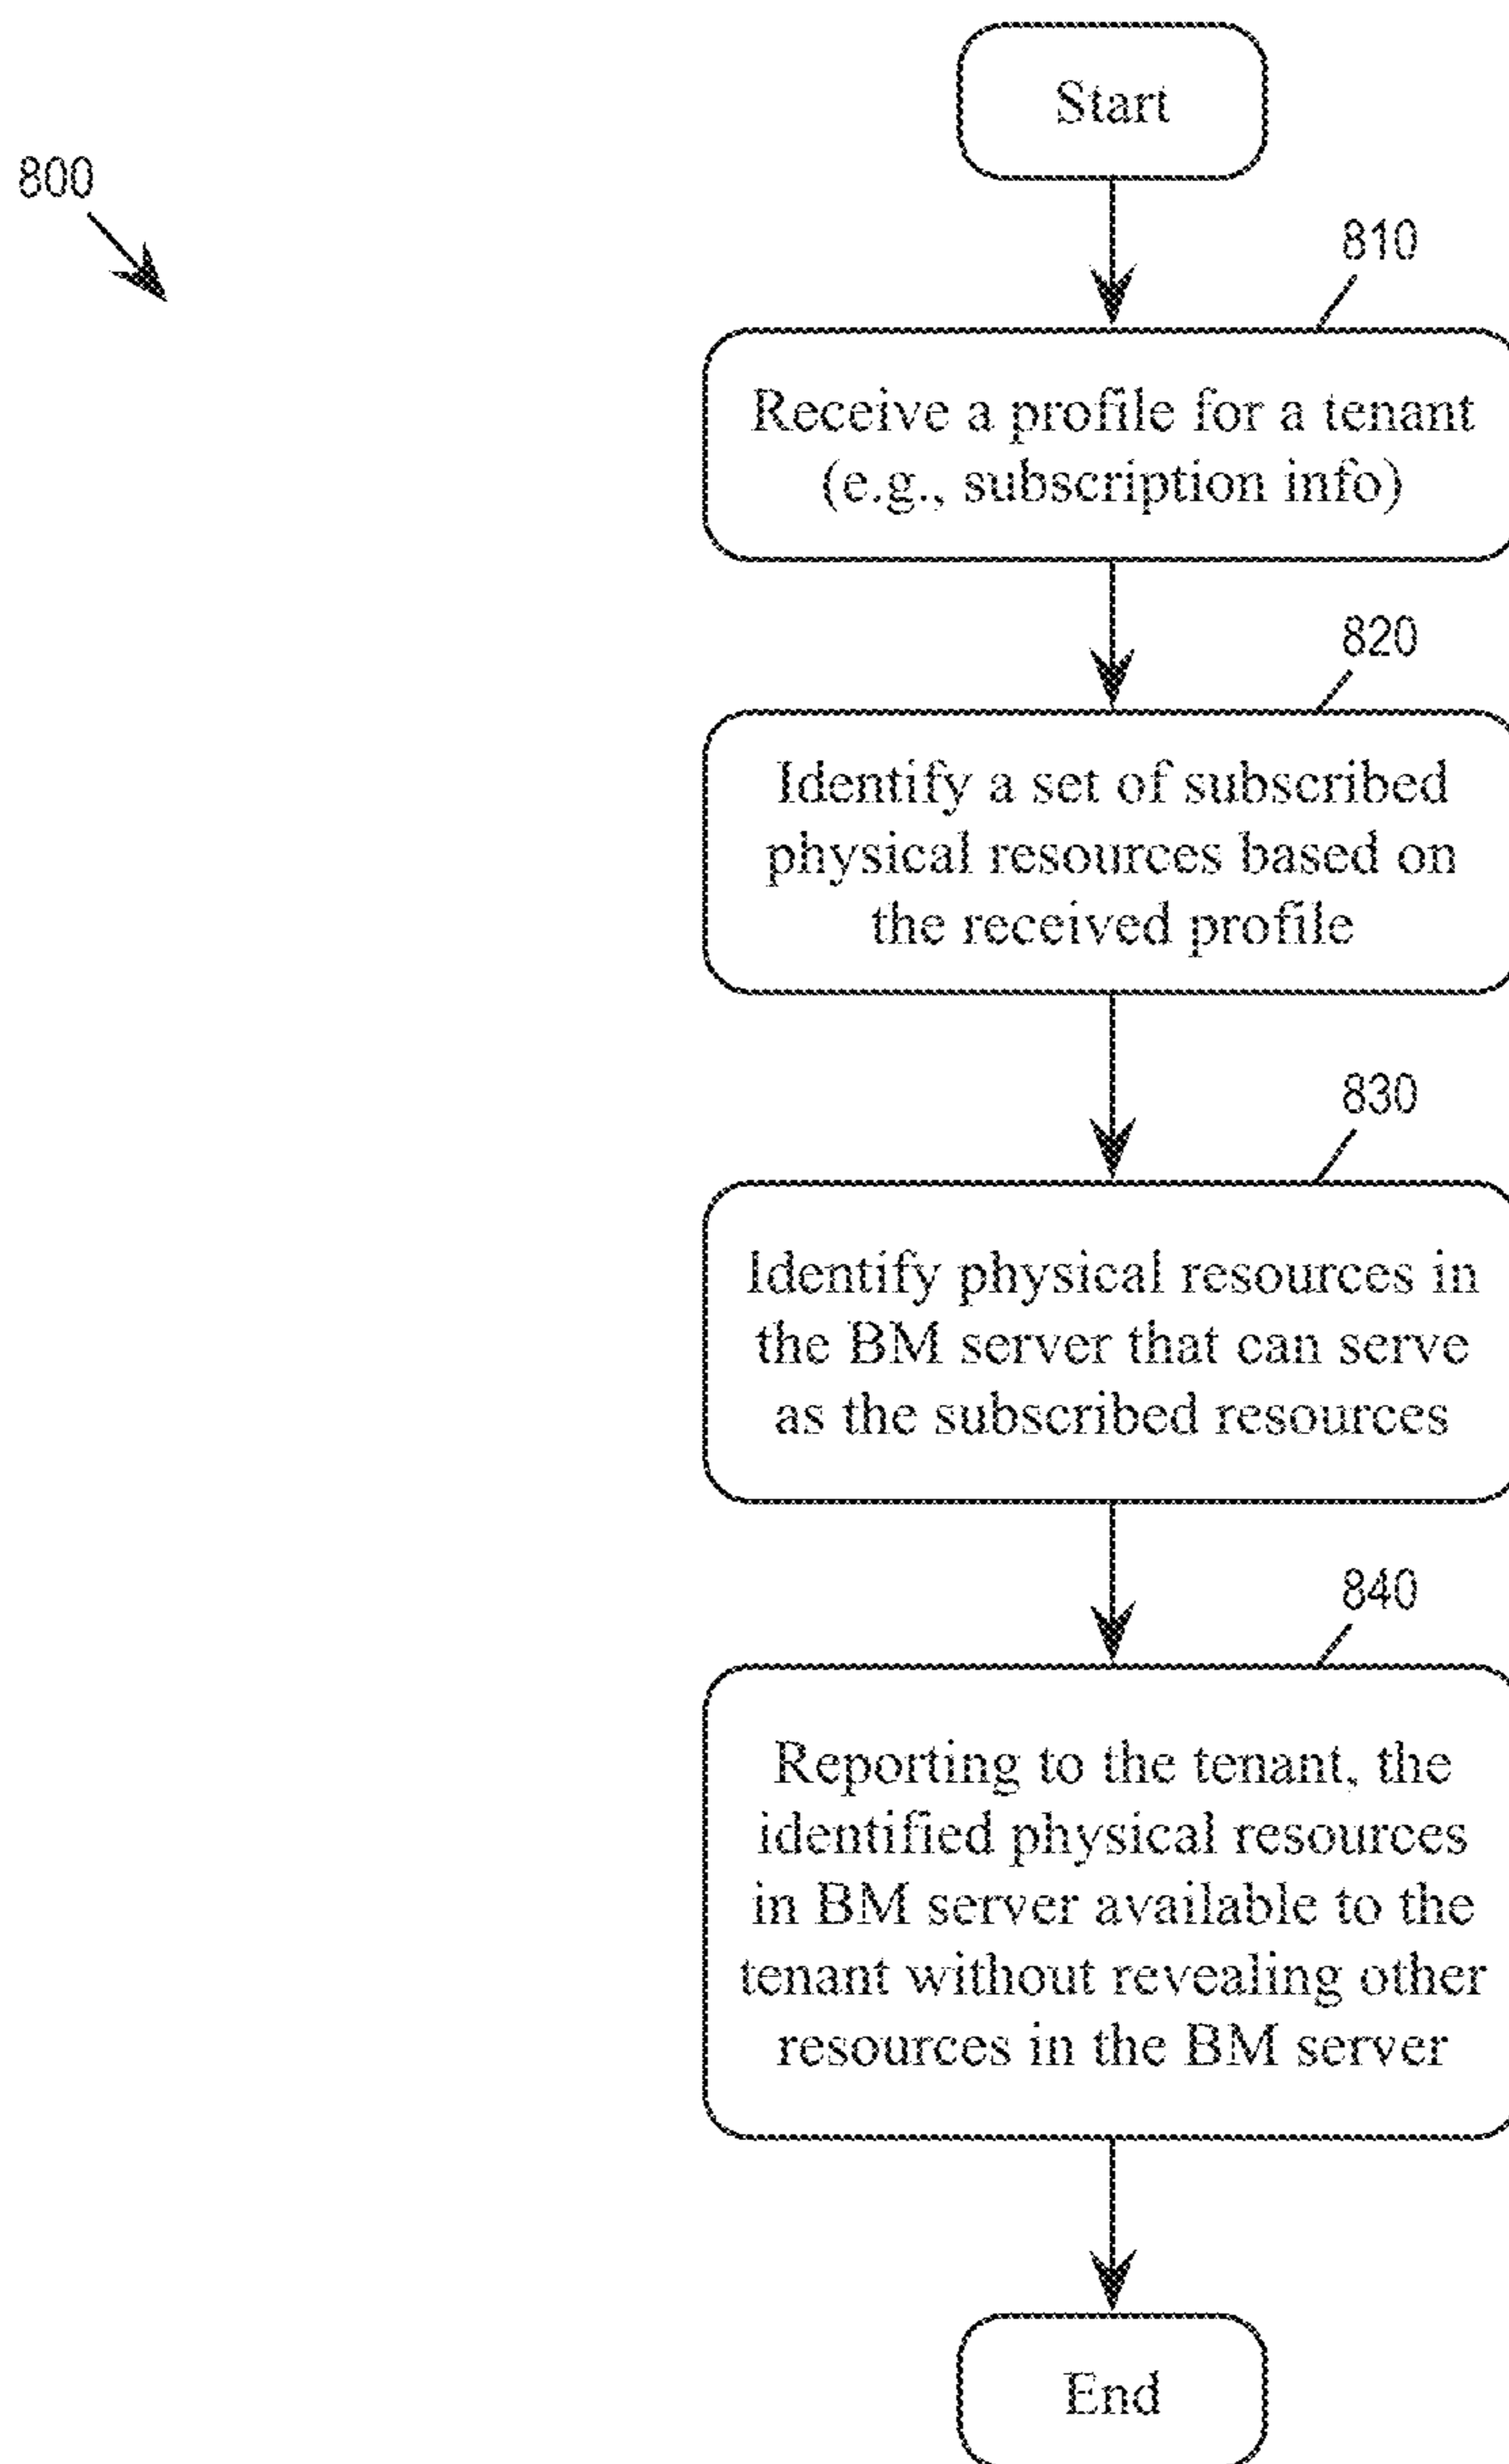 Start
800
810
Receive a profile for a tenant
(e.g., subscription info)
820
Identify a set of subscribed
physical resources based on
the received profile
830
Identify physical resources in
the BM server that can serve
as the subscribed resources
840
Reporting to the tenant, the
identified physical resources
in BM server available to the
tenant without revealing other
resources in the BM server
End